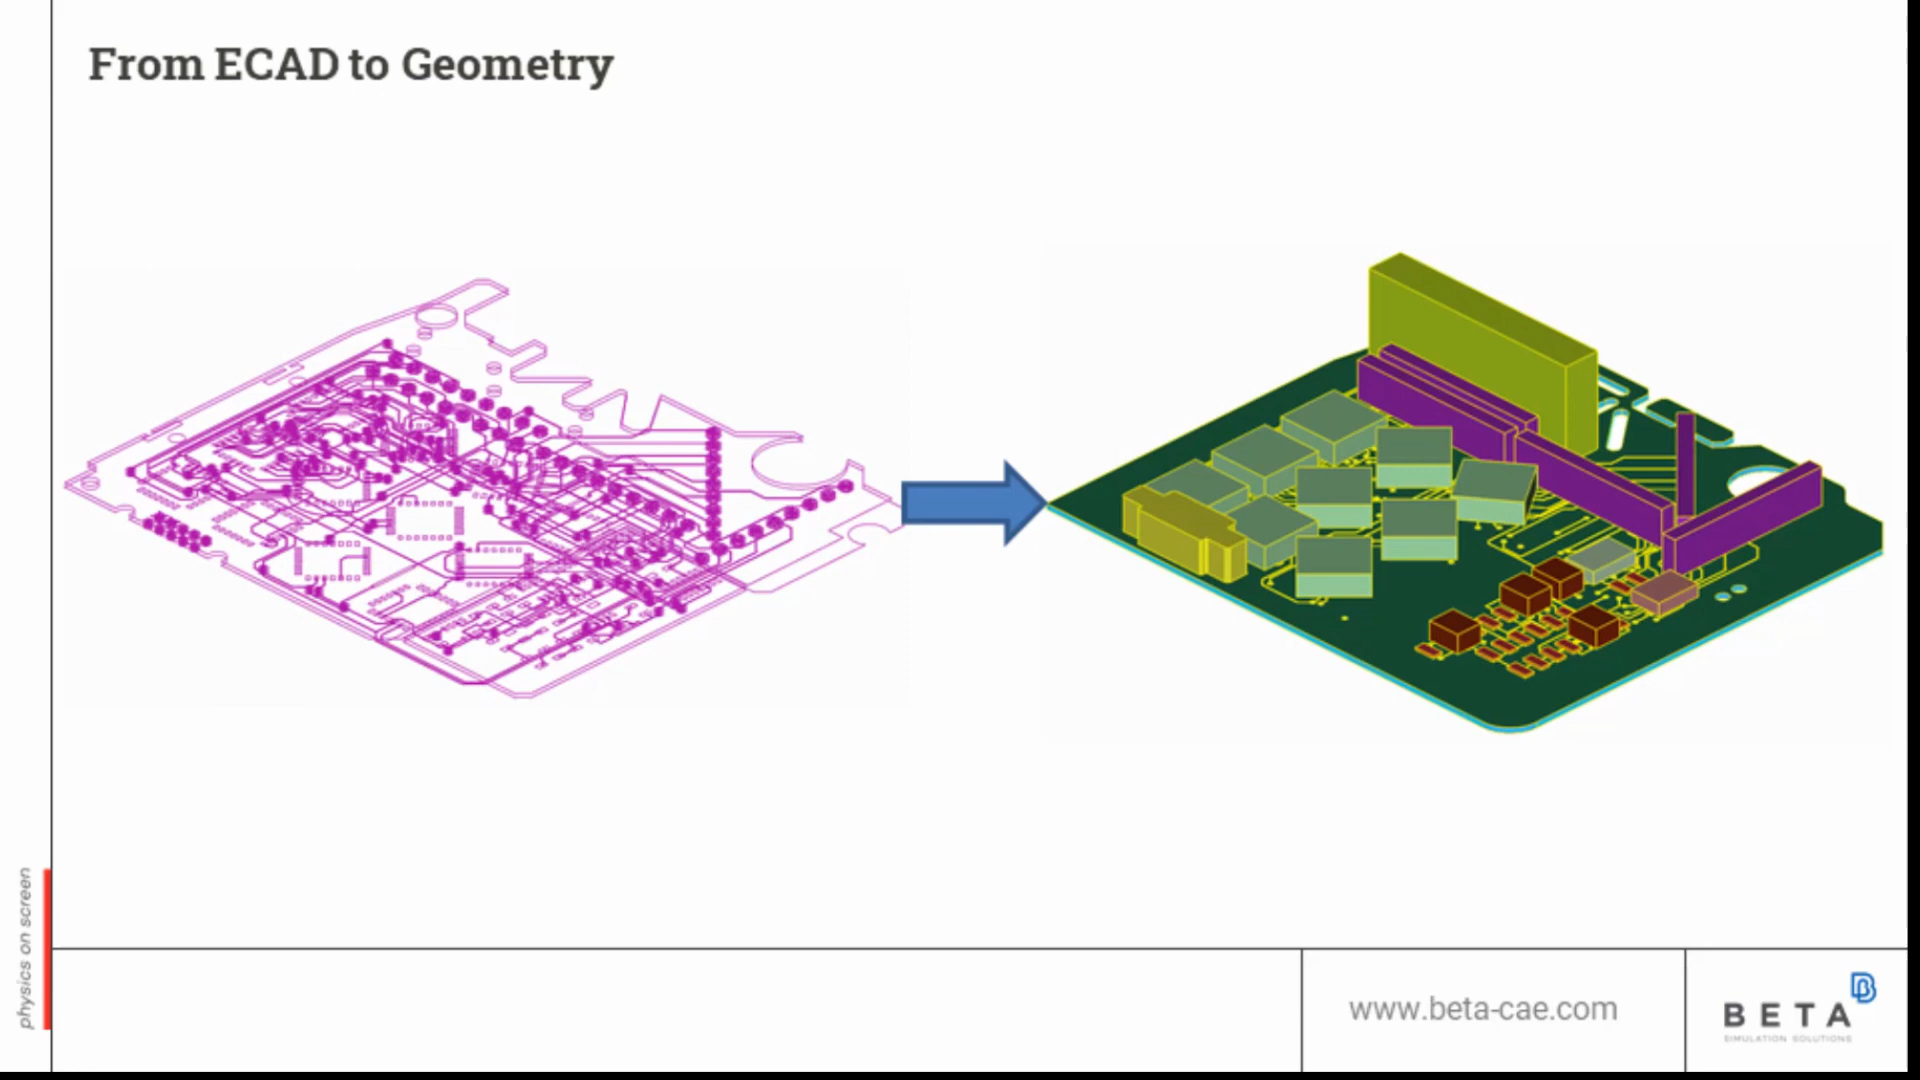 From ECAD to Geometry
physics on screen
www.beta-cae.com
BETA
SIMULATION SOLUTIONS